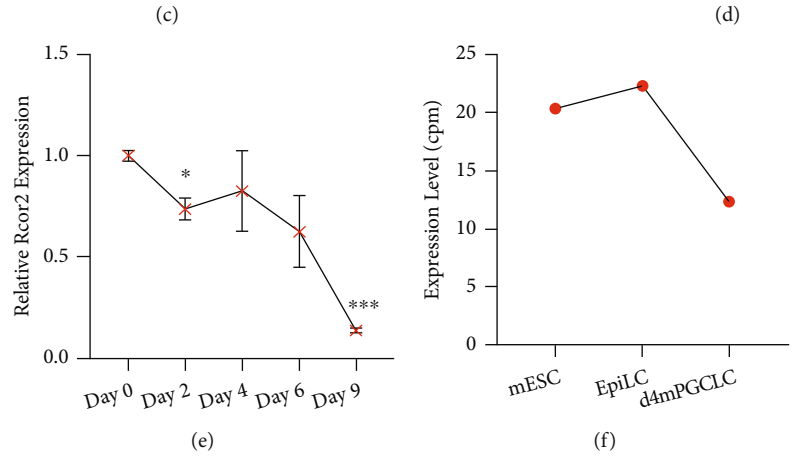 (c)
(d)
Relative Rcor2 Expression
1.5
1.0
0.5
0.0
*
***
Day 0
Day 2
Day 4
Day 6
Day 9
(e)
Expression Level (cpm)
25
20
15
10
5
0
mESC
EpiLC
d4mPGCLC
(f)